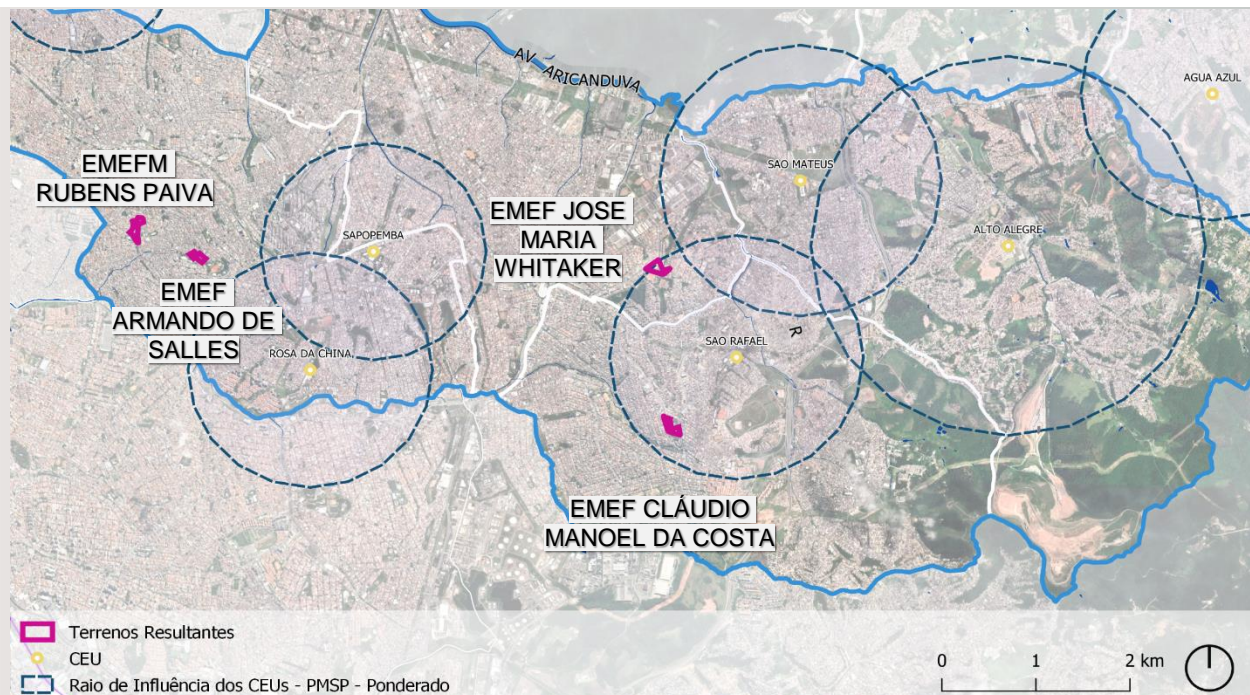 AV ARICANDUVA
AGUA AZUL
EMEFM
RUBENS PAIVA
SAO MATEUS
EMEF JOSE
MARIA
WHITAKER
SAPOPEMBA
ALTO ALEGRE
EMEF
ARMANDO DE
SALLES
R
SAO RAFAEL
ROSA DA CHINA
EMEF CLÁUDIO
MANOEL DA COSTA
Terrenos Resultantes
CEU
Raio de Influência dos CEUs - PMSP - Ponderado
0 1 2 km